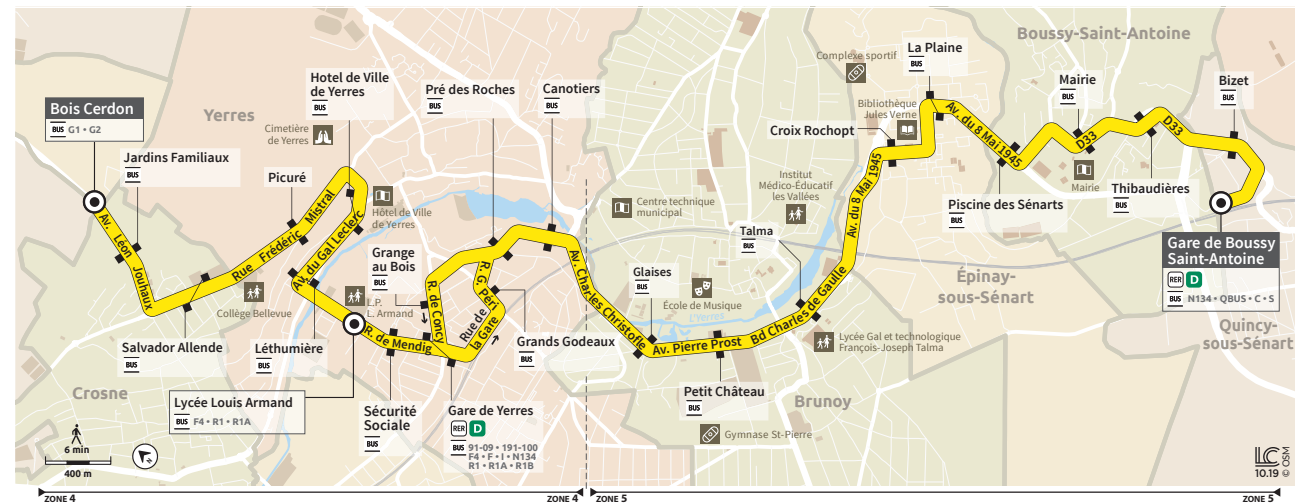 Boussy-Saint-Antoine
Complexe sportif
La Plaine
BUS
Mairie
BUS
Bizet
BUS
Hotel de Ville
de Yerres
BUS
Pré des Roches
BUS
Canotiers
BUS
Bois Cerdon
BUS G1 • G2
Yerres
Cimetière
de Yerres
Bibliothèque
Jules Verne
Croix Rochopt
BUS
Av. du 8 Mai 1945
D33
D33
Jardins Familiaux
BUS
Picuré
Institut
Médico-Éducatif
les Vallées
Mairie
Thibaudières
BUS
Piscine des Sénarts
BUS
Centre technique
municipal
Hôtel de Ville
de Yerres
Av. Léon Jouhaux
Rue Frédéric Mistral
Av. du Gal Leclerc
Grange
au Bois
BUS
R. de Concy
R. G. Péri
Rue de
la Gare
Av. Charles Christofle
Talma
BUS
Av. du 8 Mai 1945
Gare de Boussy
Saint-Antoine
RER D
BUS N134 • QBUS • C • S
Glaises
BUS
École de Musique
L'Yerres
Épinay-
sous-Sénart
Collège Bellevue
L.P.
L. Armand
R. de Mendig
Grands Godeaux
BUS
Av. Pierre Prost
Bd Charles de Gaulle
Lycée Gal et technologique
François-Joseph Talma
Quincy-
sous-Sénart
Salvador Allende
BUS
Léthumière
BUS
Crosne
Lycée Louis Armand
BUS F4 • R1 • R1A
Sécurité
Sociale
BUS
Gare de Yerres
RER D
BUS 91-09 • 191-100
F4 • F • I • N134
R1 • R1A • R1B
Petit Château
BUS
Brunoy
Gymnase St-Pierre
6 min
400 m
LC
10.19 © OSM
ZONE 4
ZONE 4
ZONE 5
ZONE 5